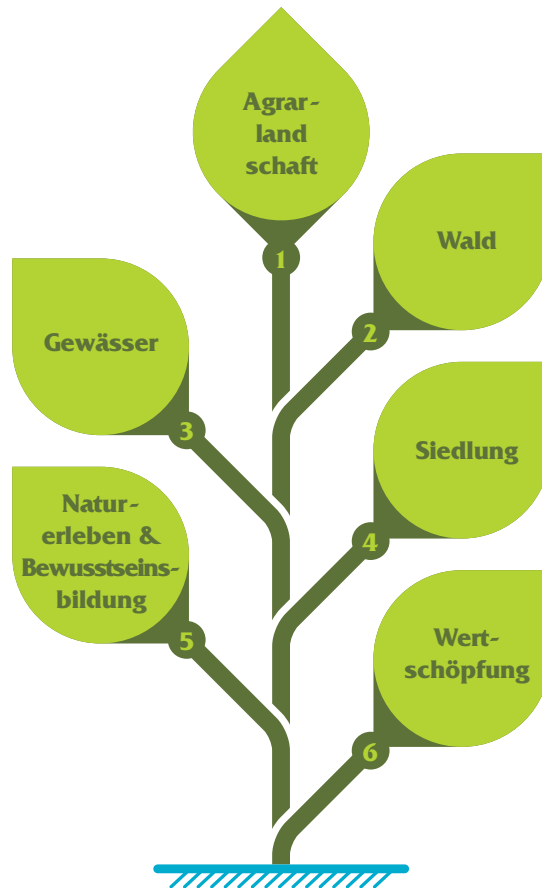 Agrar-
land
schaft
1
Wald
2
Gewässer
3
Siedlung
4
Natur-
erleben &
Bewusstseins-
bildung
5
Wert-
schöpfung
6